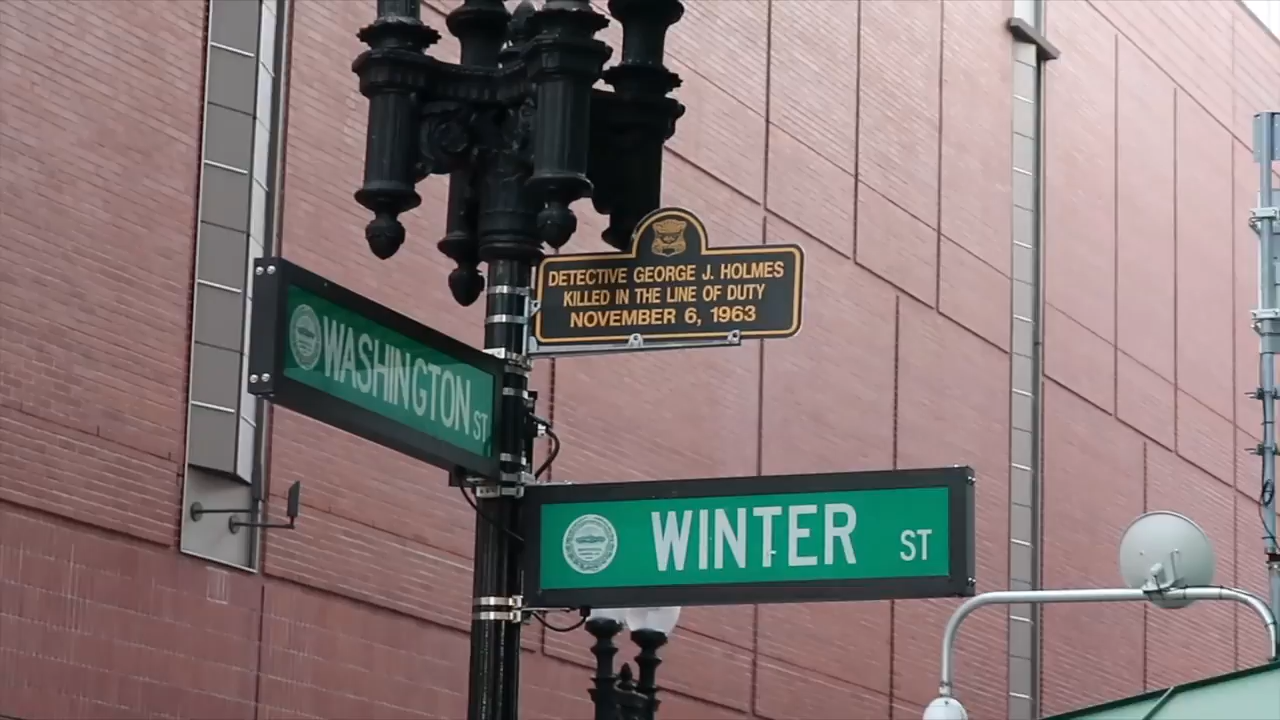 DETECTIVE GEORGE J. HOLMES
KILLED IN THE LINE OF DUTY
NOVEMBER 6, 1963
WASHINGTON ST
WINTER ST